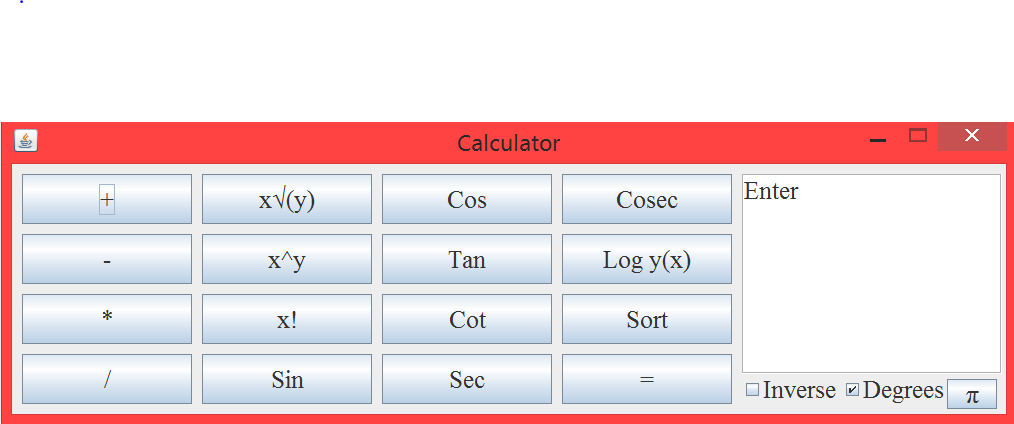 Calculator
+ x√(y) Cos Cosec Enter
- x^y Tan Log y(x)
* x! Cot Sort
/ Sin Sec =
Inverse Degrees π